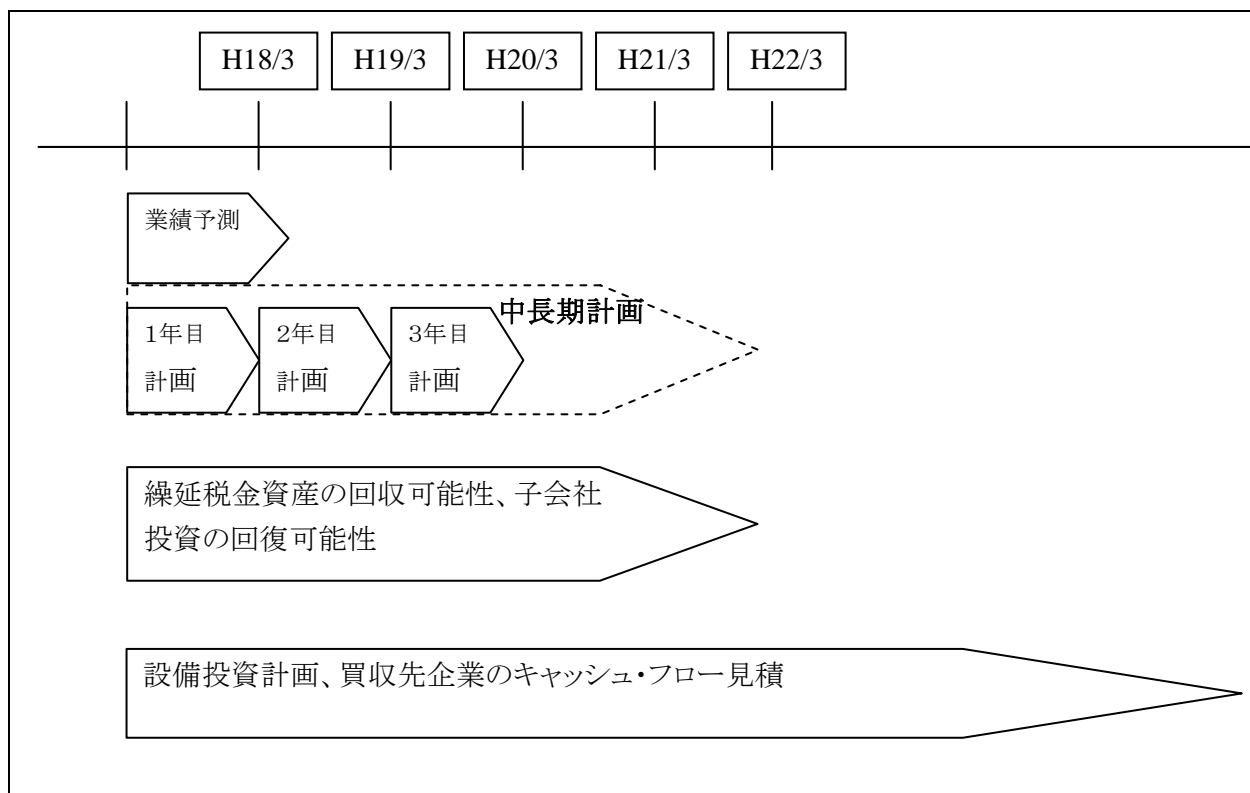 H18/3
H19/3
H20/3
H21/3
H22/3
業績予測
中長期計画
1年目
計画
2年目
計画
3年目
計画
繰延税金資産の回収可能性、子会社
投資の回復可能性
設備投資計画、買収先企業のキャッシュ・フロー見積